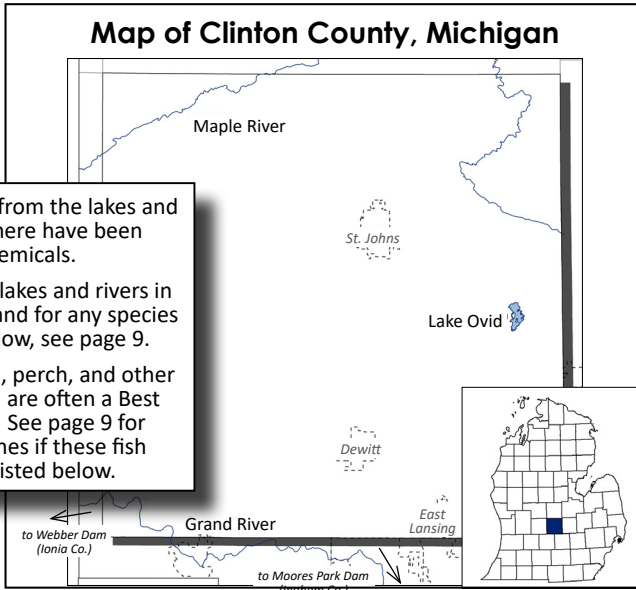 Map of Clinton County, Michigan
Maple River
from the lakes and
here have been
emicals.
lakes and rivers in
and for any species
low, see page 9.
, perch, and other
are often a Best
See page 9 for
nes if these fish
isted below.
St. Johns
Lake Ovid
Dewitt
East
Lansing
Grand River
to Webber Dam
(Ionia Co.)
to Moores Park Dam
(Ingham Co.)